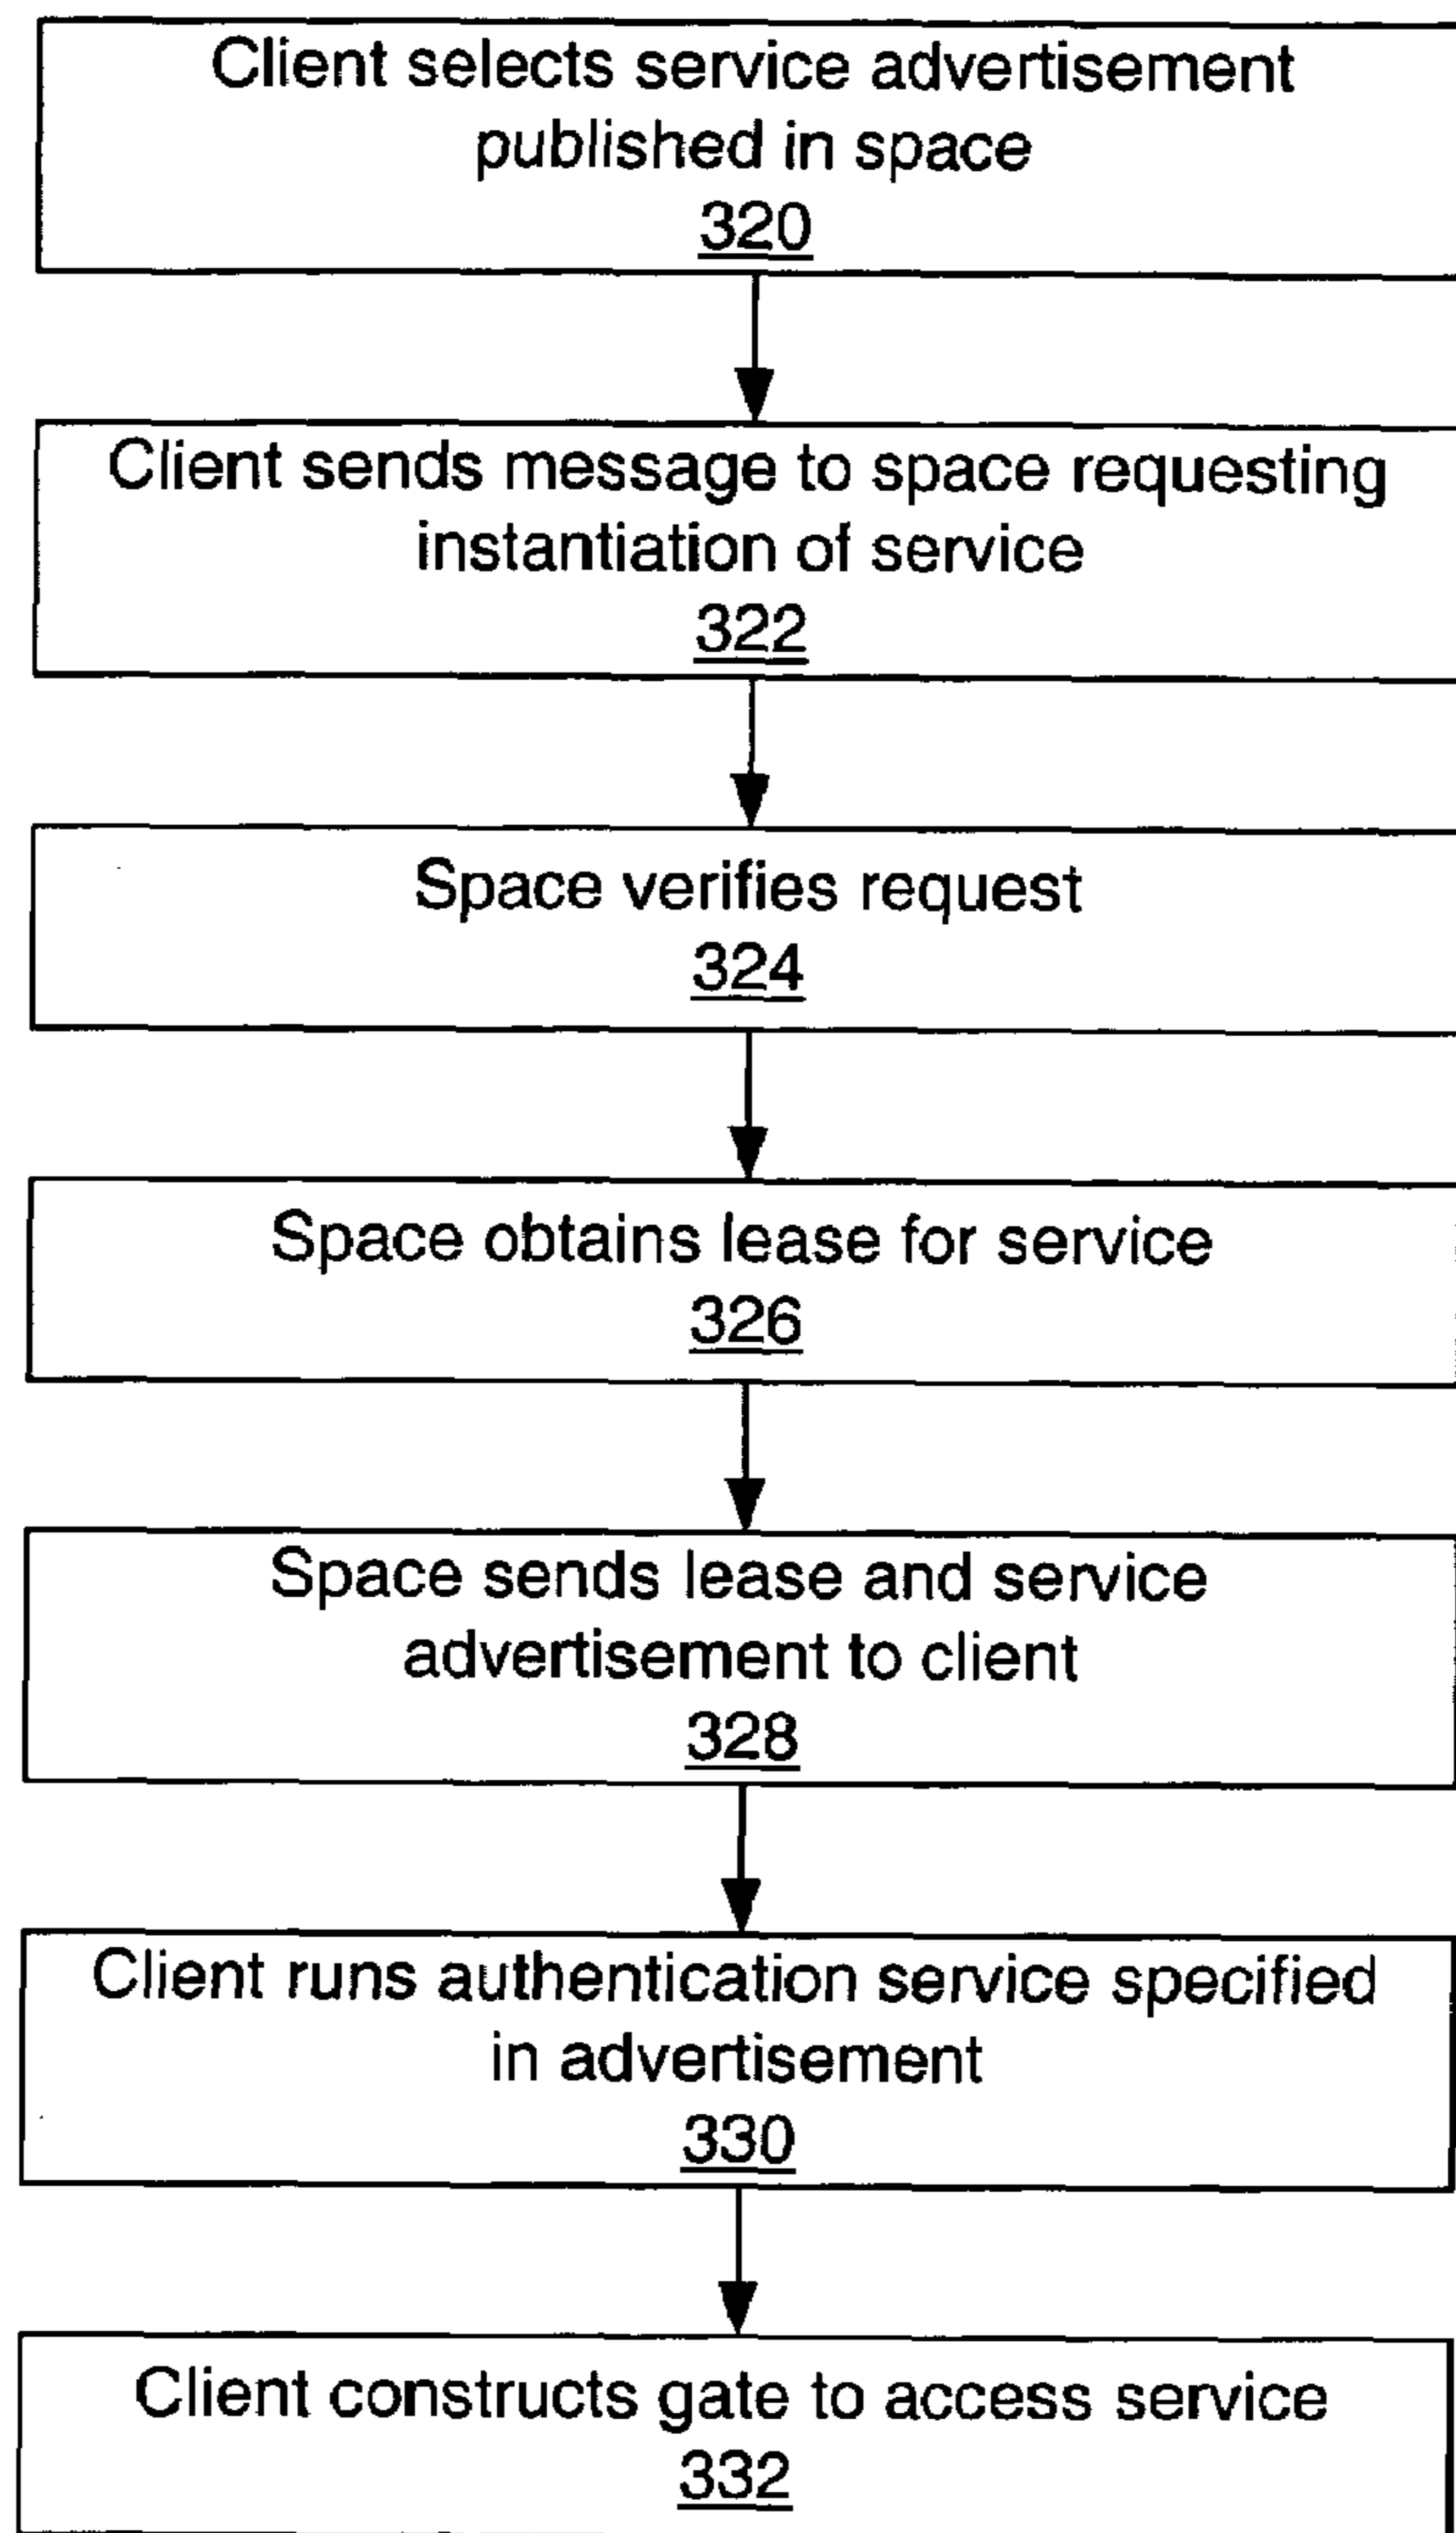 Client selects service advertisement
published in space
320
Client sends message to space requesting
instantiation of service
322
Space verifies request
324
Space obtains lease for service
326
Space sends lease and service
advertisement to client
328
Client runs authentication service specified
in advertisement
330
Client constructs gate to access service
332